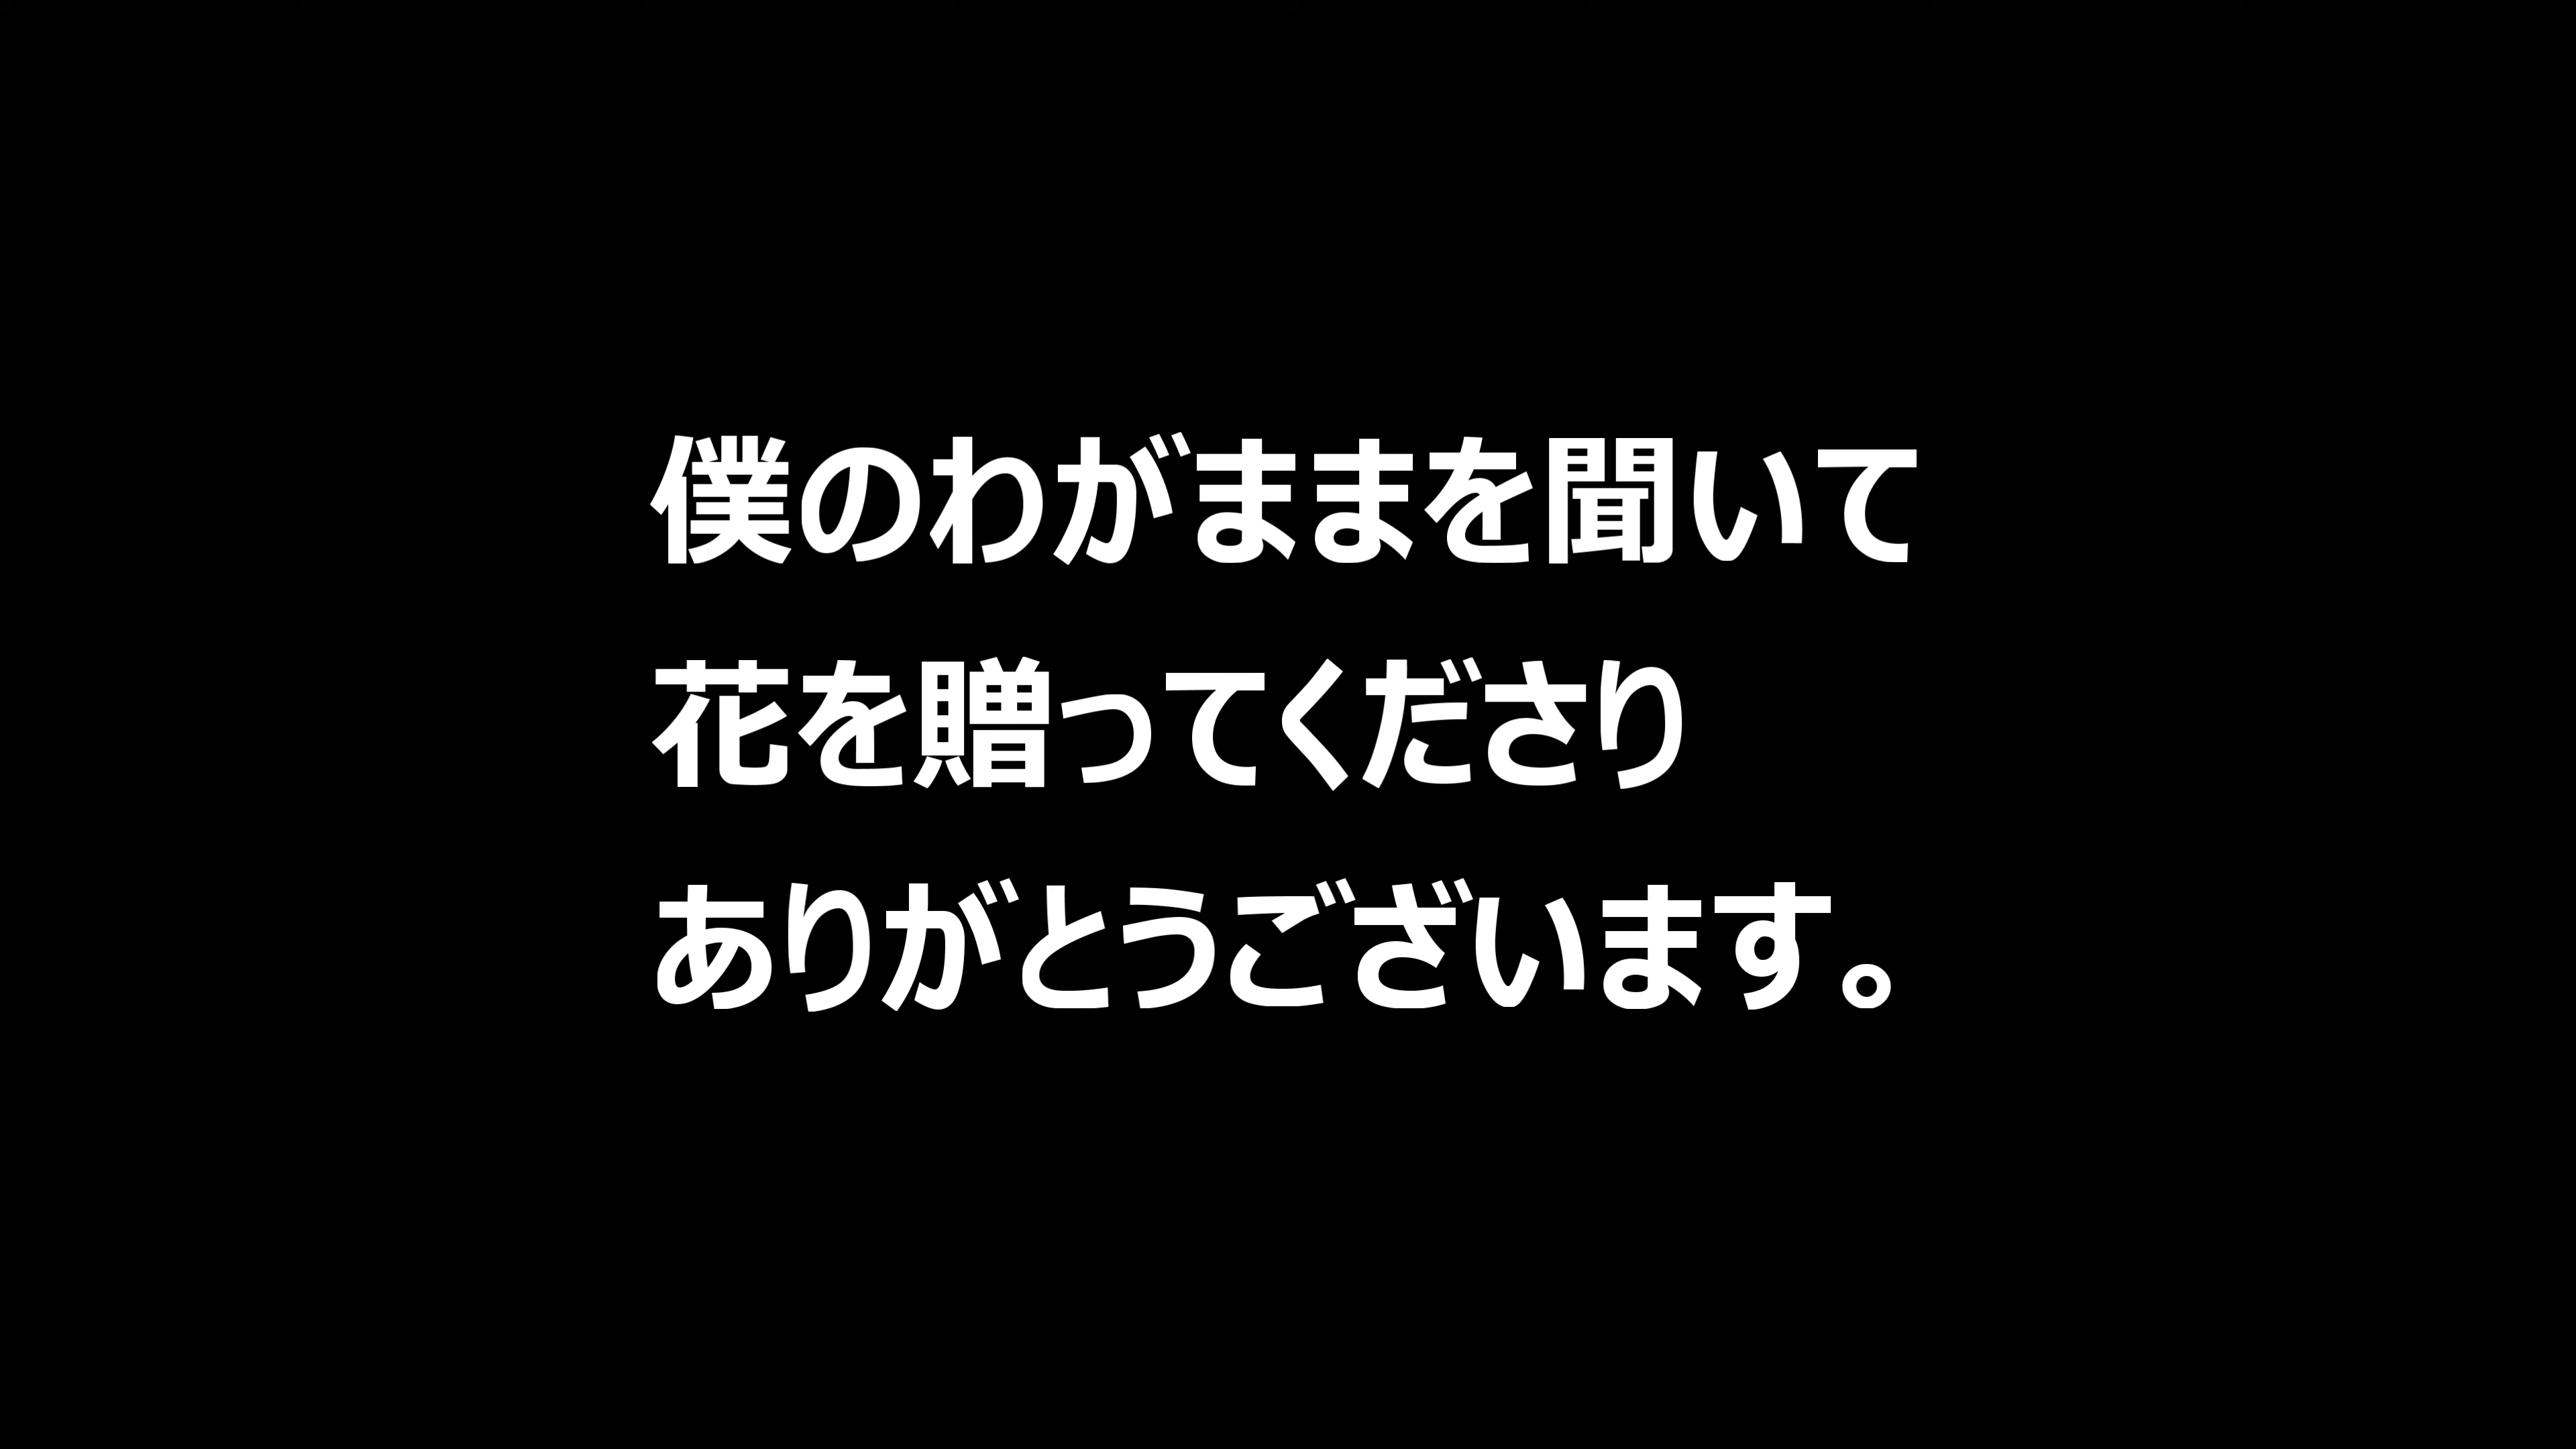 僕のわがままを聞いて
花を贈ってくださり
ありがとうございます。